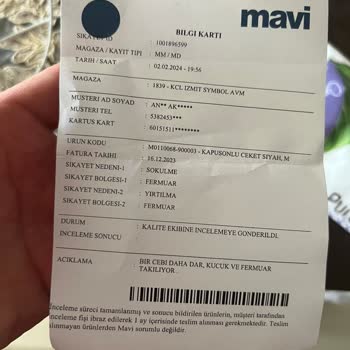 mavi
BILGI KARTI
ID 1001896599
MAGAZA / KAYIT TIPI : MM / MD
TARIH / SAAT : 02.02.2024 - 19:56
MAGAZA : 1839 - KCL IZMIT SYMBOL AVM
MUSTERI AD SOYAD : AN** AK*****
MUSTERI TEL : 5382453***
KARTUS KART : 60151511********
URUN KODU : M0110068-900003 - KAPUSONLU CEKET SIYAH, M
FATURA TARIHI : 16.12.2023
SIKAYET NEDENI-1 : SOKULME
SIKAYET BOLGESI-1 : FERMUAR
SIKAYET NEDENI-2 : YIRTILMA
SIKAYET BOLGESI-2 : FERMUAR
DURUM : KALITE EKIBINE INCELEMEYE GONDERILDI.
INCELEME SONUCU :
ACIKLAMA : BIR CEBI DAHA DAR, KUCUK VE FERMUAR
TAKILIYOR .
İnceleme süreci tamamlanmış ve sonucu bildirilen ürünlerin, müşteri tarafından
inceleme fişi ibraz edilerek 1 ay içerisinde teslim alınması gerekmektedir. Teslim
alınmayan ürünlerden Mavi sorumlu değildir.